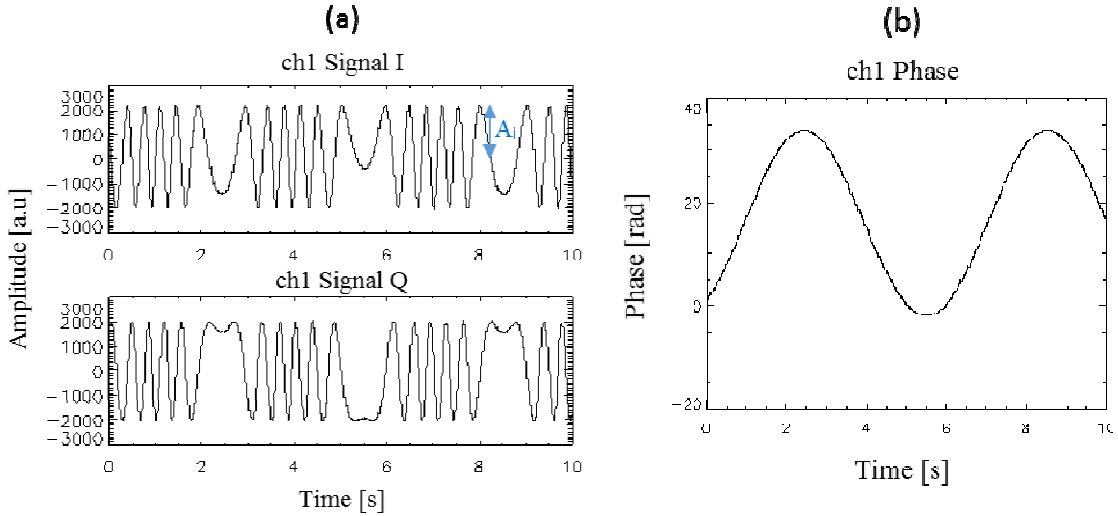 (a)
ch1 Signal I
3000
2000
1000
0
−1000
−2000
−3000
Ai
0 2 4 6 8 10
ch1 Signal Q
3000
2000
1000
0
−1000
−2000
−3000
0 2 4 6 8 10
Amplitude [a.u]
Time [s]
(b)
ch1 Phase
40
20
0
−20
0 2 4 6 8 10
Phase [rad]
Time [s]